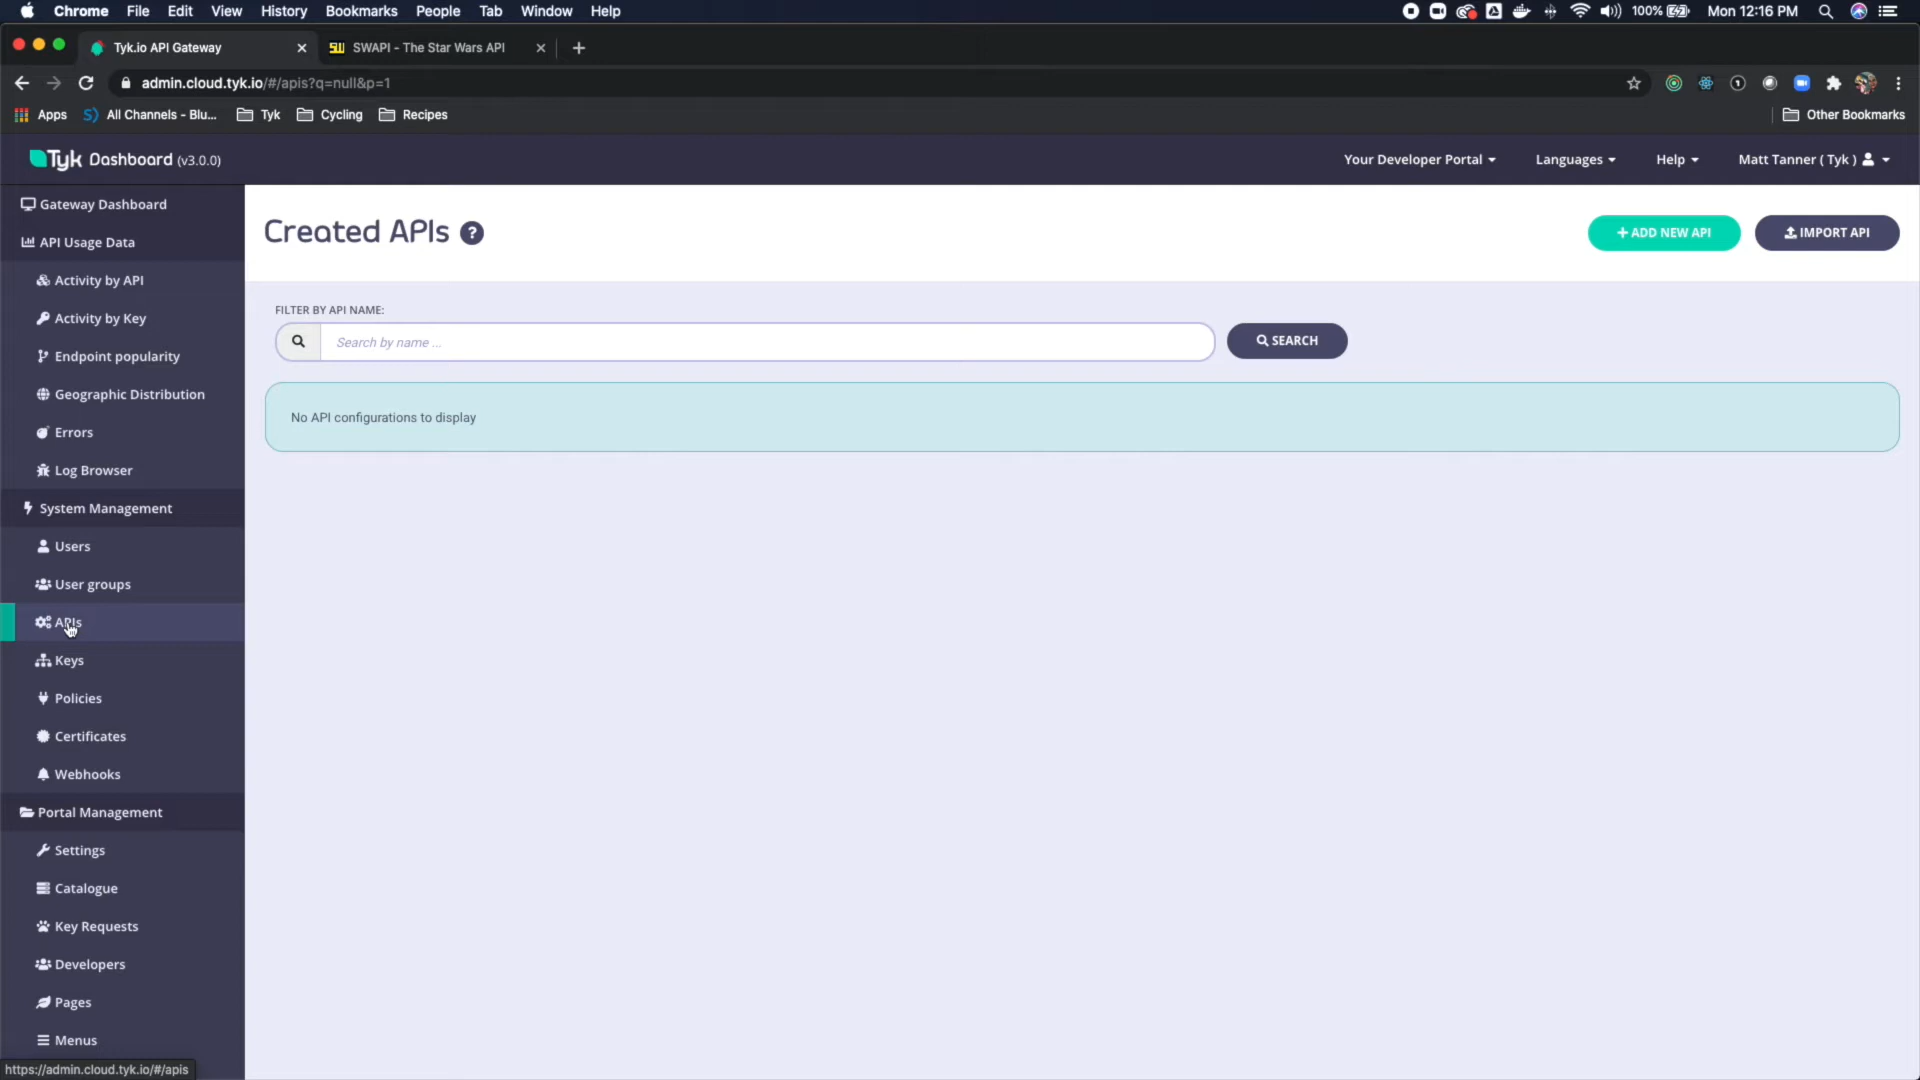 Chrome File Edit View History Bookmarks People Tab Window Help 100% Mon 12:16 PM
Tyk.io API Gateway SWAPI - The Star Wars API
admin.cloud.tyk.io/#/apis?q=null&p=1
Apps All Channels - Blu... Tyk Cycling Recipes Other Bookmarks
Tyk Dashboard (v3.0.0) Your Developer Portal Languages Help Matt Tanner ( Tyk )
Gateway Dashboard
API Usage Data
Activity by API
Activity by Key
Endpoint popularity
Geographic Distribution
Errors
Log Browser
System Management
Users
User groups
APIs
Keys
Policies
Certificates
Webhooks
Portal Management
Settings
Catalogue
Key Requests
Developers
Pages
Menus
https://admin.cloud.tyk.io/#/apis
Created APIs ?
+ ADD NEW API IMPORT API
FILTER BY API NAME:
Search by name ... SEARCH
No API configurations to display